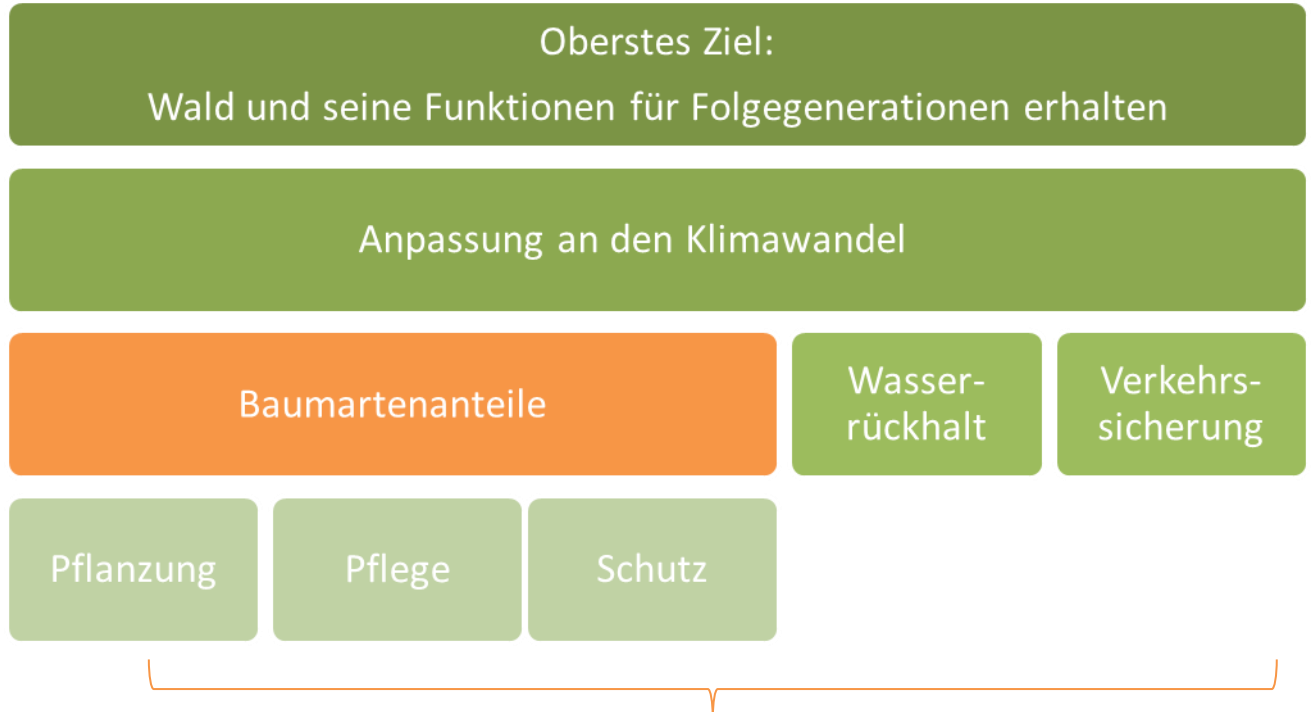 Oberstes Ziel:
Wald und seine Funktionen für Folgegenerationen erhalten
Anpassung an den Klimawandel
Baumartenanteile
Wasser-
rückhalt
Verkehrs-
sicherung
Pflanzung
Pflege
Schutz